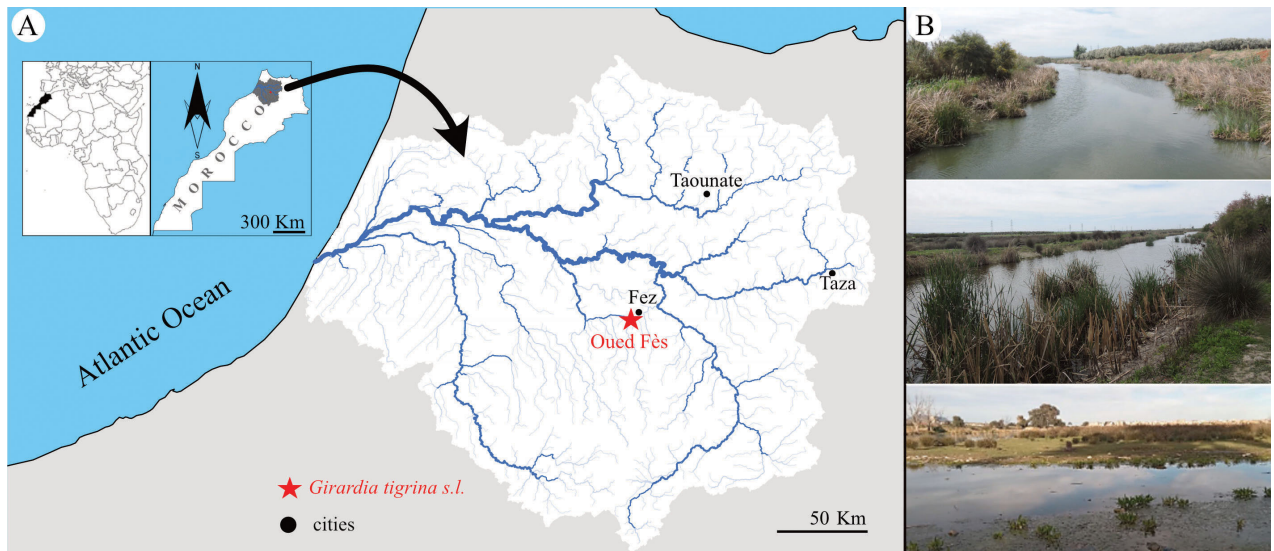 A
B
N
S
MOROCCO
300 Km
Atlantic Ocean
Taounate
Taza
Fez
Oued Fès
Girardia tigrina s.l.
cities
50 Km